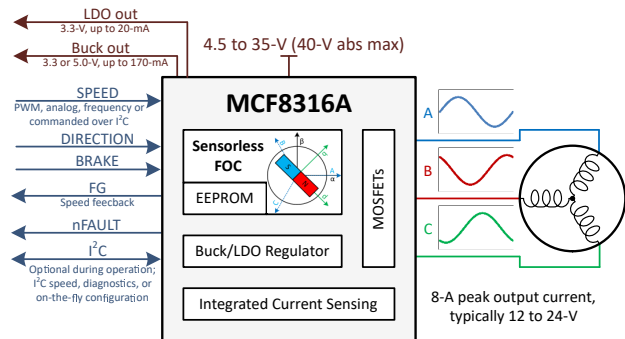 LDO out
3.3-V, up to 20-mA
Buck out
3.3 or 5.0-V, up to 170-mA
4.5 to 35-V (40-V abs max)
SPEED
PWM, analog, frequency or
commanded over I²C
DIRECTION
BRAKE
FG
Speed feecback
nFAULT
I²C
Optional during operation;
I²C speed, diagnostics, or
on-the-fly configuration
MCF8316A
Sensorless
FOC
EEPROM
β
A
α
S
MOSFETs
Buck/LDO Regulator
Integrated Current Sensing
A
B
C
8-A peak output current,
typically 12 to 24-V